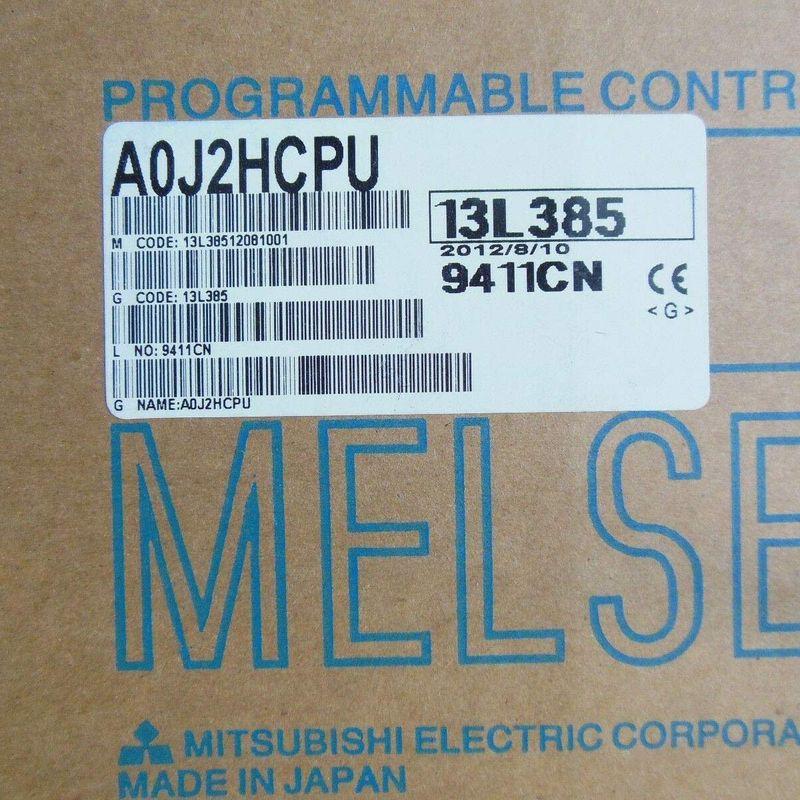 PROGRAMMABLE CONTR
A0J2HCPU
M CODE: 13L38512081001
G CODE: 13L385
L NO: 9411CN
G NAME:A0J2HCPU
13L385
2012/8/10
9411CN
CE
<G>
MELSE
MITSUBISHI ELECTRIC CORPORA
MADE IN JAPAN